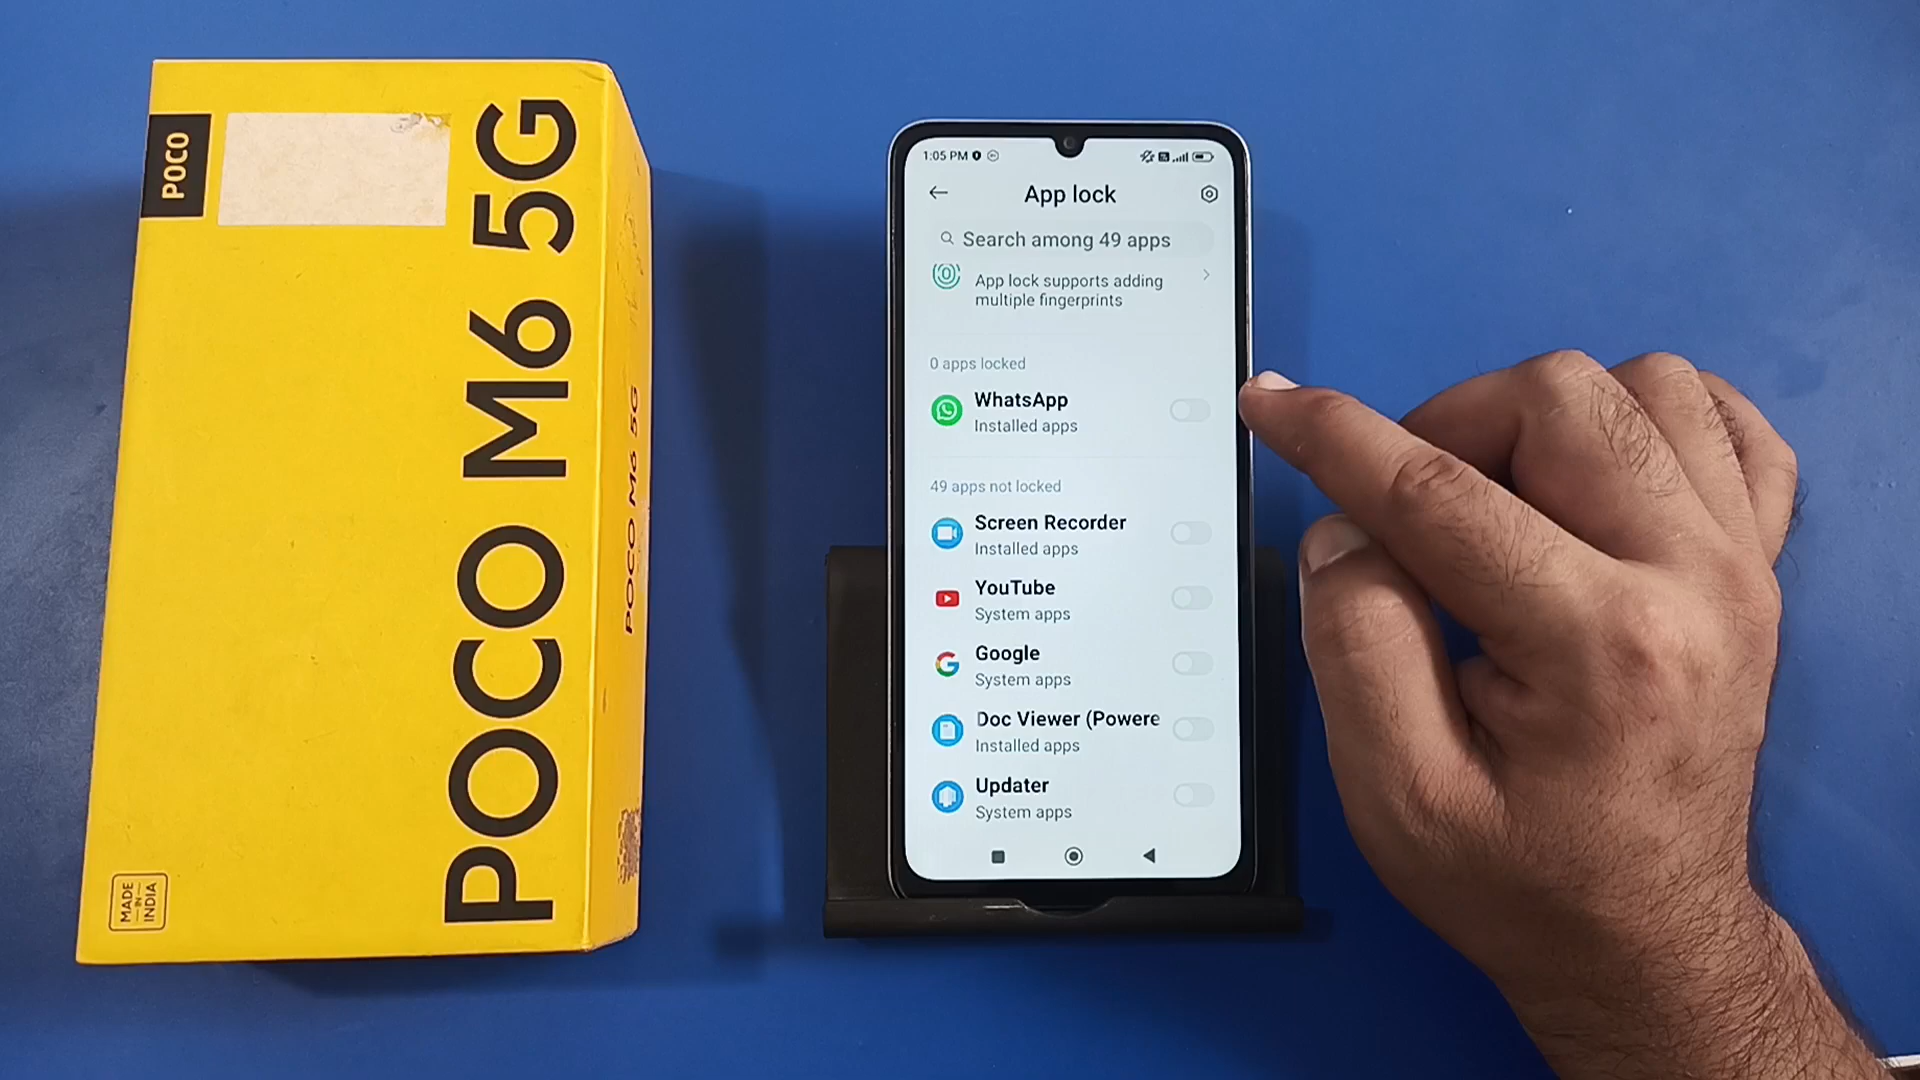 POCO
POCO M6 5G
POCO M6 5G
MADE
IN
INDIA
1:05 PM
App lock
Search among 49 apps
App lock supports adding
multiple fingerprints
0 apps locked
WhatsApp
Installed apps
49 apps not locked
Screen Recorder
Installed apps
YouTube
System apps
Google
System apps
Doc Viewer (Powere
Installed apps
Updater
System apps